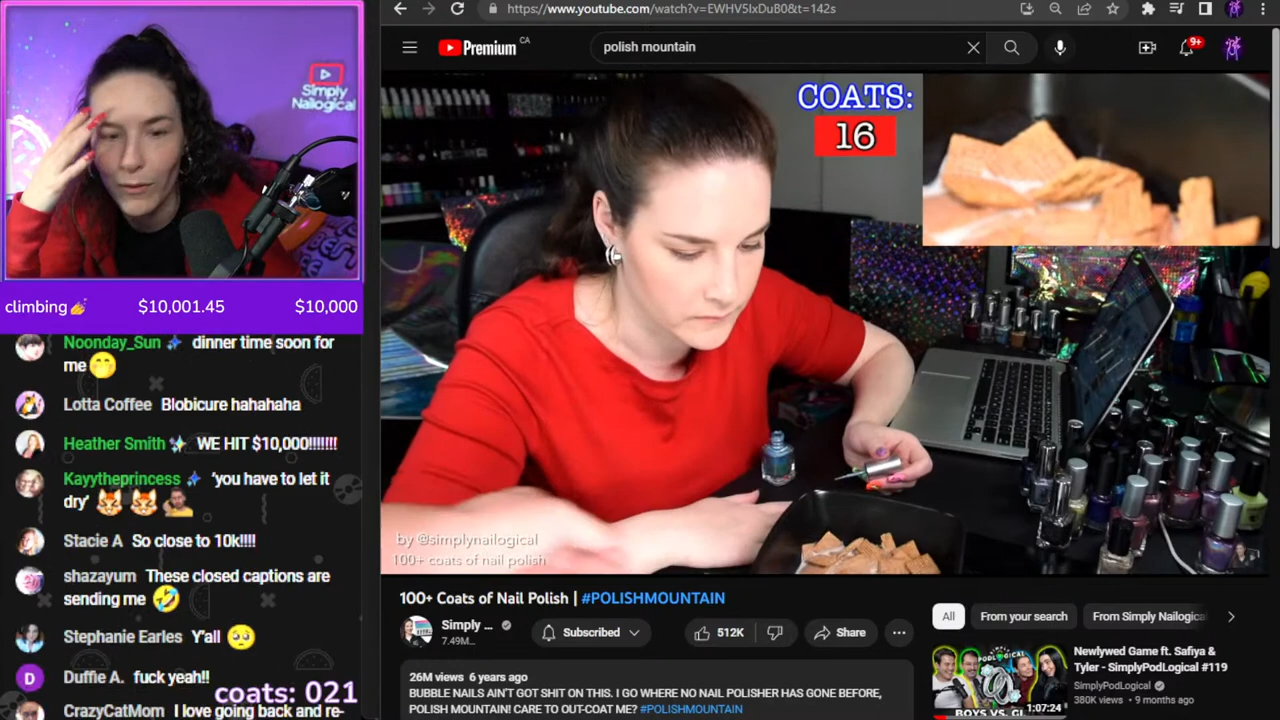 https://www.youtube.com/watch?v=EWHV5IxDuB0&t=142s
Premium CA
polish mountain
9+
Simply
Nailogical
climbing💅 $10,001.45 $10,000
Noonday_Sun dinner time soon for
me 🤭
Lotta Coffee Blobicure hahahaha
Heather Smith WE HIT $10,000!!!!!!!
Kayytheprincess ‘you have to let it
dry’
Stacie A So close to 10k!!!!
shazayum These closed captions are
sending me 🤣
Stephanie Earles Y'all 🥺
D Duffie A. fuck yeah!!
coats: 021
CrazyCatMom I love going back and re-
COATS:
16
by @simplynailogical
100+ coats of nail polish
100+ Coats of Nail Polish | #POLISHMOUNTAIN
Simply ...
7.49M...
Subscribed
512K
Share
26M views 6 years ago
BUBBLE NAILS AIN'T GOT SHIT ON THIS. I GO WHERE NO NAIL POLISHER HAS GONE BEFORE,
POLISH MOUNTAIN! CARE TO OUT-COAT ME? #POLISHMOUNTAIN
All From your search From Simply Nailogica
PODLOGICAL
BOYS VS. GI
1:07:24
Newlywed Game ft. Safiya &
Tyler - SimplyPodLogical #119
SimplyPodLogical
380K views • 9 months ago